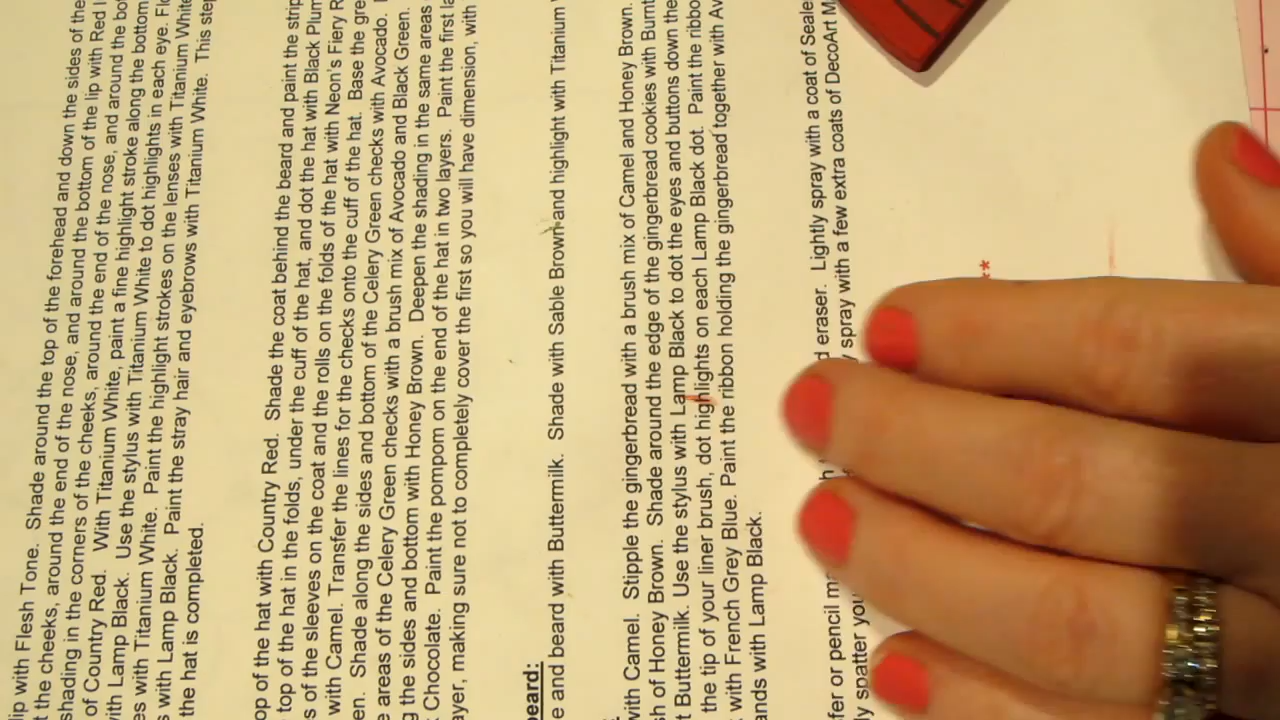 lip with Flesh Tone. Shade around the top of the forehead and down the sides of the
t the cheeks, around the end of the nose, and around the bottom of the lip with Red
shading in the corners of the cheeks, around the end of the nose, and around the
of Country Red. With Titanium White, paint a fine highlight stroke along the bottom
with Lamp Black. Use the stylus with Titanium White to dot highlights in each eye.
es with Titanium White. Paint the highlight strokes on the lenses with Titanium White
s with Lamp Black. Paint the stray hair and eyebrows with Titanium White. This step
the hat is completed.
op of the hat with Country Red. Shade the coat behind the beard and paint the strip
top of the hat in the folds, under the cuff of the hat, and dot the hat with Black Plum
s of the sleeves on the coat and the rolls on the folds of the hat with Neon's Fiery R
with Camel. Transfer the lines for the checks onto the cuff of the hat. Base the gre
en. Shade along the sides and bottom of the Celery Green checks with Avocado.
e areas of the Celery Green checks with a brush mix of Avocado and Black Green.
g the sides and bottom with Honey Brown. Deepen the shading in the same areas
Chocolate. Paint the pompom on the end of the hat in two layers. Paint the first la
ayer, making sure not to completely cover the first so you will have dimension, with
beard:
e and beard with Buttermilk. Shade with Sable Brown and highlight with Titanium
with Camel. Stipple the gingerbread with a brush mix of Camel and Honey Brown.
sh of Honey Brown. Shade around the edge of the gingerbread cookies with Burnt
t Buttermilk. Use the stylus with Lamp Black to dot the eyes and buttons down the
the tip of your liner brush, dot highlights on each Lamp Black dot. Paint the ribbo
with French Grey Blue. Paint the ribbon holding the gingerbread together with Av
ands with Lamp Black.
fer or pencil ma h d eraser. Lightly spray with a coat of Seale
ly spatter you spray with a few extra coats of DecoArt M
**